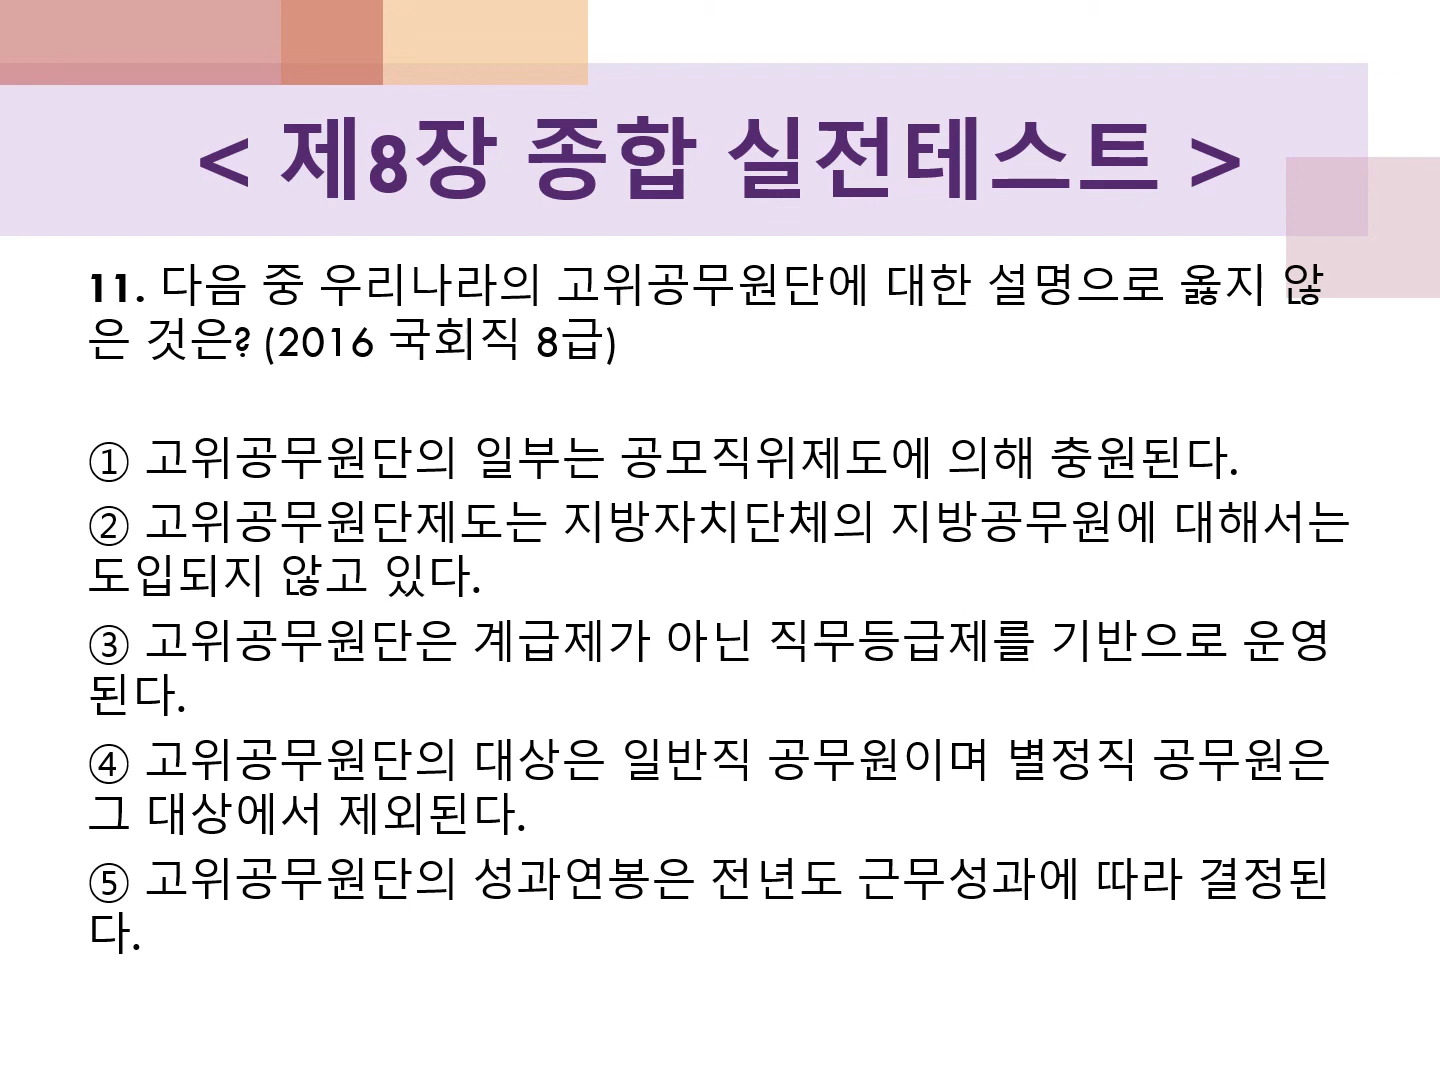 < 제8장 종합 실전테스트 >
11. 다음 중 우리나라의 고위공무원단에 대한 설명으로 옳지 않
은 것은? (2016 국회직 8급)
① 고위공무원단의 일부는 공모직위제도에 의해 충원된다.
② 고위공무원단제도는 지방자치단체의 지방공무원에 대해서는
도입되지 않고 있다.
③ 고위공무원단은 계급제가 아닌 직무등급제를 기반으로 운영
된다.
④ 고위공무원단의 대상은 일반직 공무원이며 별정직 공무원은
그 대상에서 제외된다.
⑤ 고위공무원단의 성과연봉은 전년도 근무성과에 따라 결정된
다.